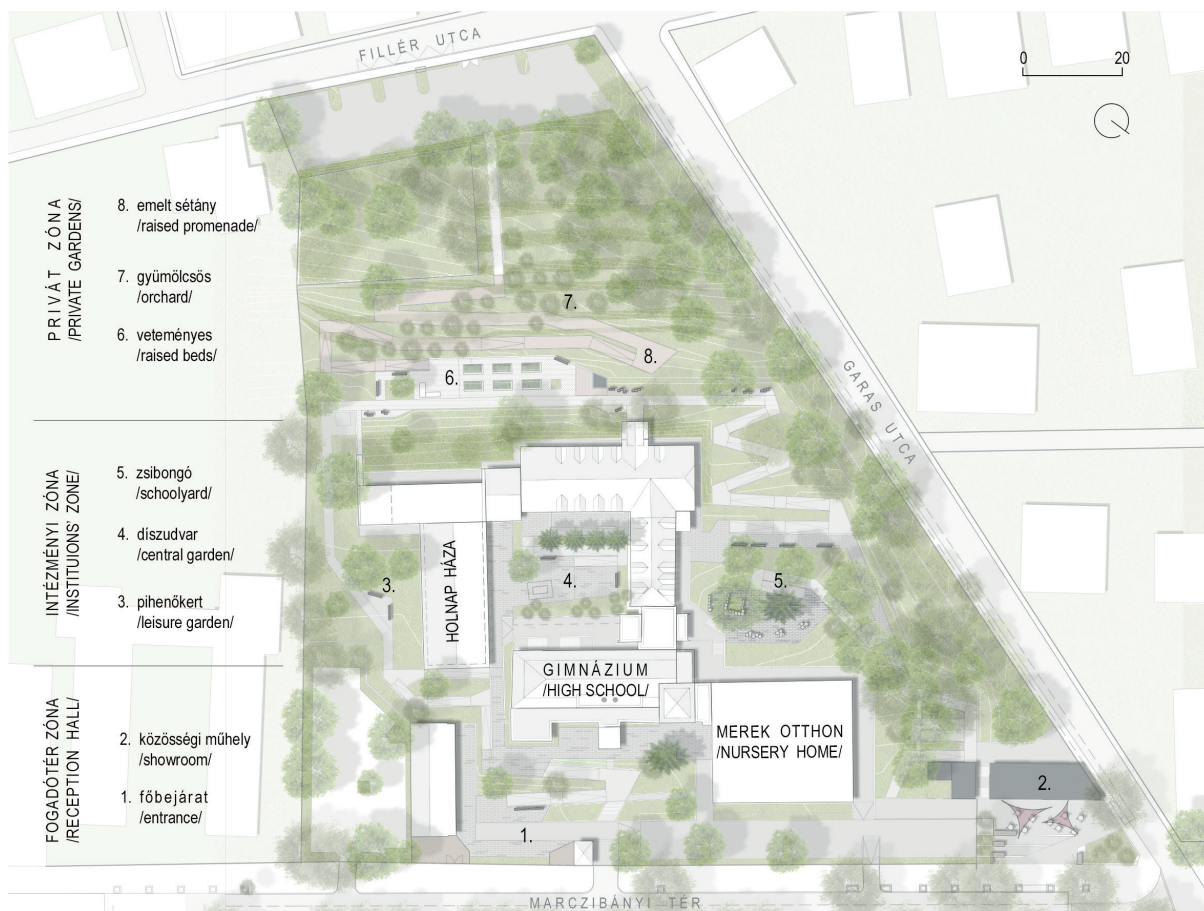 FILLÉR UTCA
0 20
PRIVÁT ZÓNA
/PRIVATE GARDENS/
8. emelt sétány
/raised promenade/
7. gyümölcsös
/orchard/
6. veteményes
/raised beds/
INTÉZMÉNYI ZÓNA
/INSTITUIONS' ZONE/
5. zsibongó
/schoolyard/
4. díszudvar
/central garden/
3. pihenőkert
/leisure garden/
FOGADÓTÉR ZÓNA
/RECEPTION HALL/
2. közösségi műhely
/showroom/
1. főbejárat
/entrance/
7.
8.
6.
GARAS UTCA
3.
HOLNAP HÁZA
4.
5.
GIMNÁZIUM
/HIGH SCHOOL/
MEREK OTTHON
/NURSERY HOME/
2.
1.
MARCZIBÁNYI TÉR